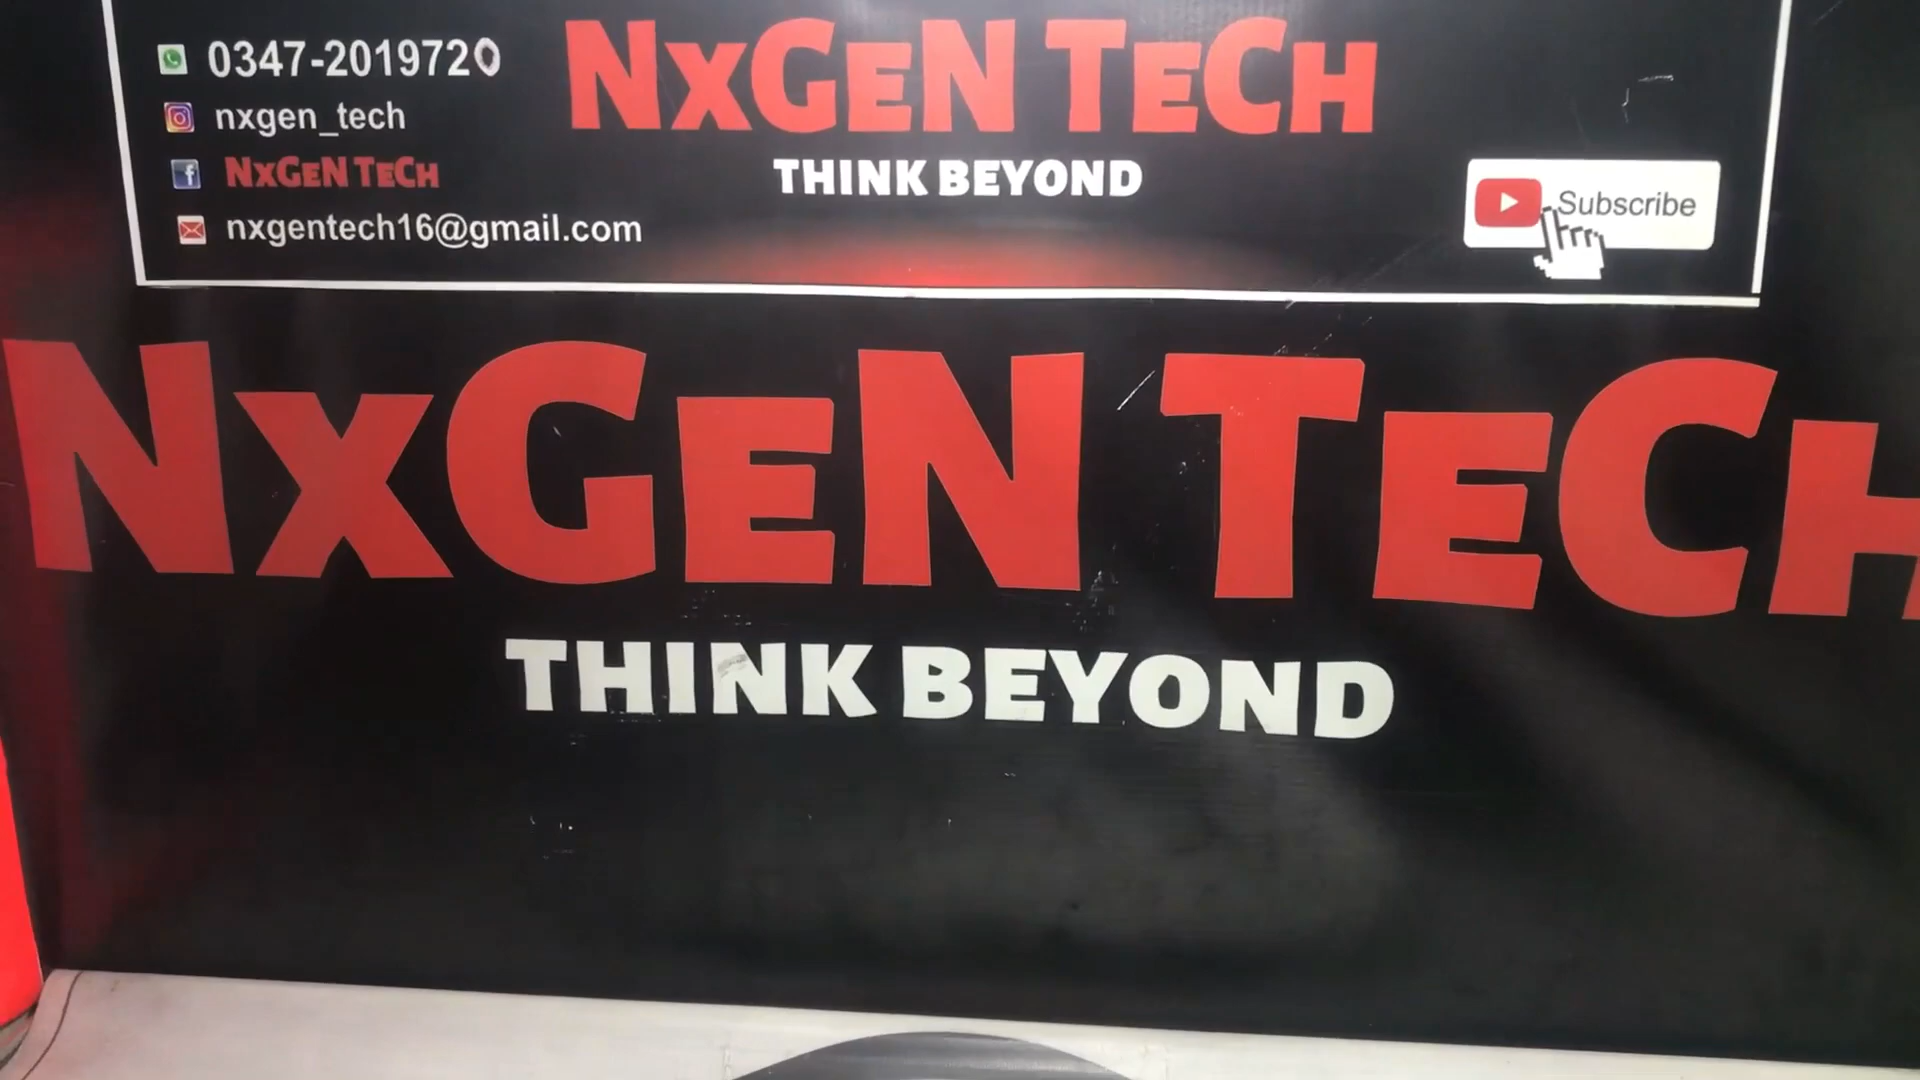 0347-2019720
nxgen_tech
NxGeN TeCh
nxgentech16@gmail.com
NxGeN TeCh
THINK BEYOND
Subscribe
NxGeN TeCh
THINK BEYOND